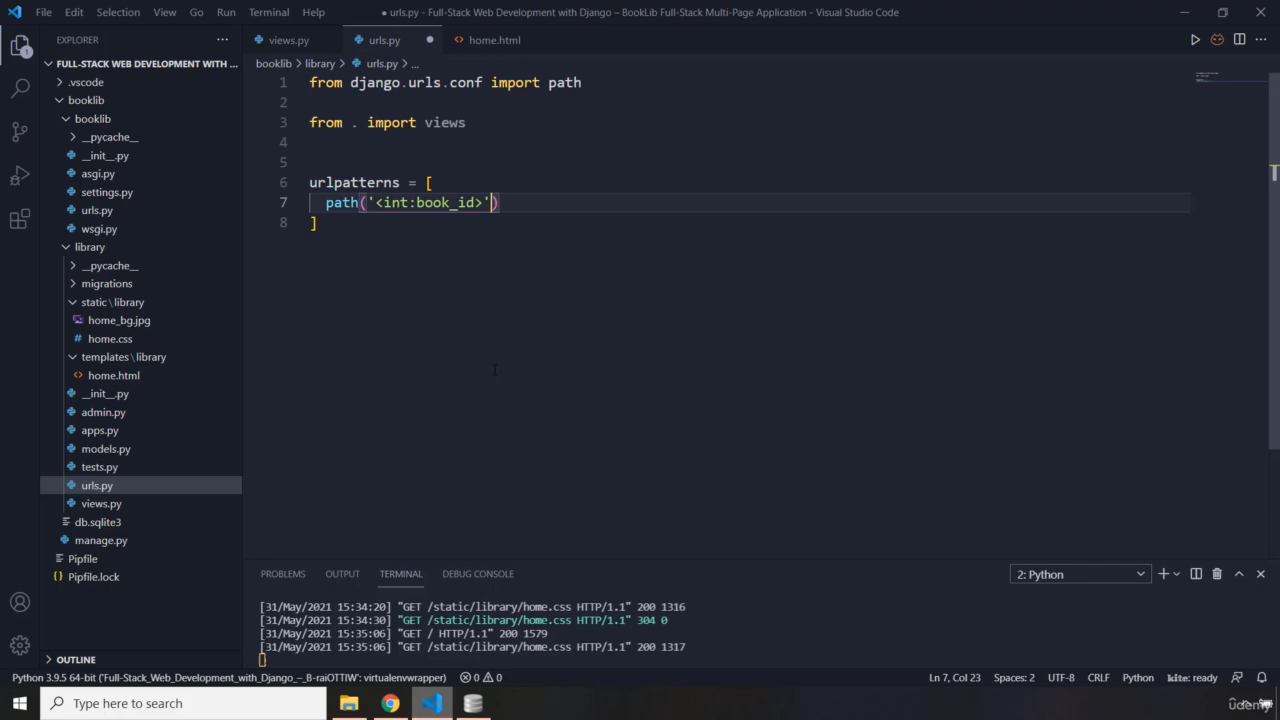 File Edit Selection View Go Run Terminal Help
● urls.py - Full-Stack Web Development with Django – BookLib Full-Stack Multi-Page Application - Visual Studio Code
EXPLORER
views.py
urls.py
home.html
1
FULL-STACK WEB DEVELOPMENT WITH ...
booklib > library > urls.py > ...
.vscode
booklib
booklib
__pycache__
__init__.py
asgi.py
settings.py
urls.py
wsgi.py
library
__pycache__
migrations
static\library
home_bg.jpg
home.css
templates\library
home.html
__init__.py
admin.py
apps.py
models.py
tests.py
urls.py
views.py
db.sqlite3
manage.py
Pipfile
Pipfile.lock
OUTLINE
1 from django.urls.conf import path
2
3 from . import views
4
5
6 urlpatterns = [
7 path('<int:book_id>')
8 ]
PROBLEMS OUTPUT TERMINAL DEBUG CONSOLE
2: Python
[31/May/2021 15:34:20] "GET /static/library/home.css HTTP/1.1" 200 1316
[31/May/2021 15:34:30] "GET /static/library/home.css HTTP/1.1" 304 0
[31/May/2021 15:35:06] "GET / HTTP/1.1" 200 1579
[31/May/2021 15:35:06] "GET /static/library/home.css HTTP/1.1" 200 1317
Python 3.9.5 64-bit ('Full-Stack_Web_Development_with_Django_–_B-raiOTTIW': virtualenvwrapper) 0 0
Ln 7, Col 23 Spaces: 2 UTF-8 CRLF Python kite: ready
Type here to search
udemy